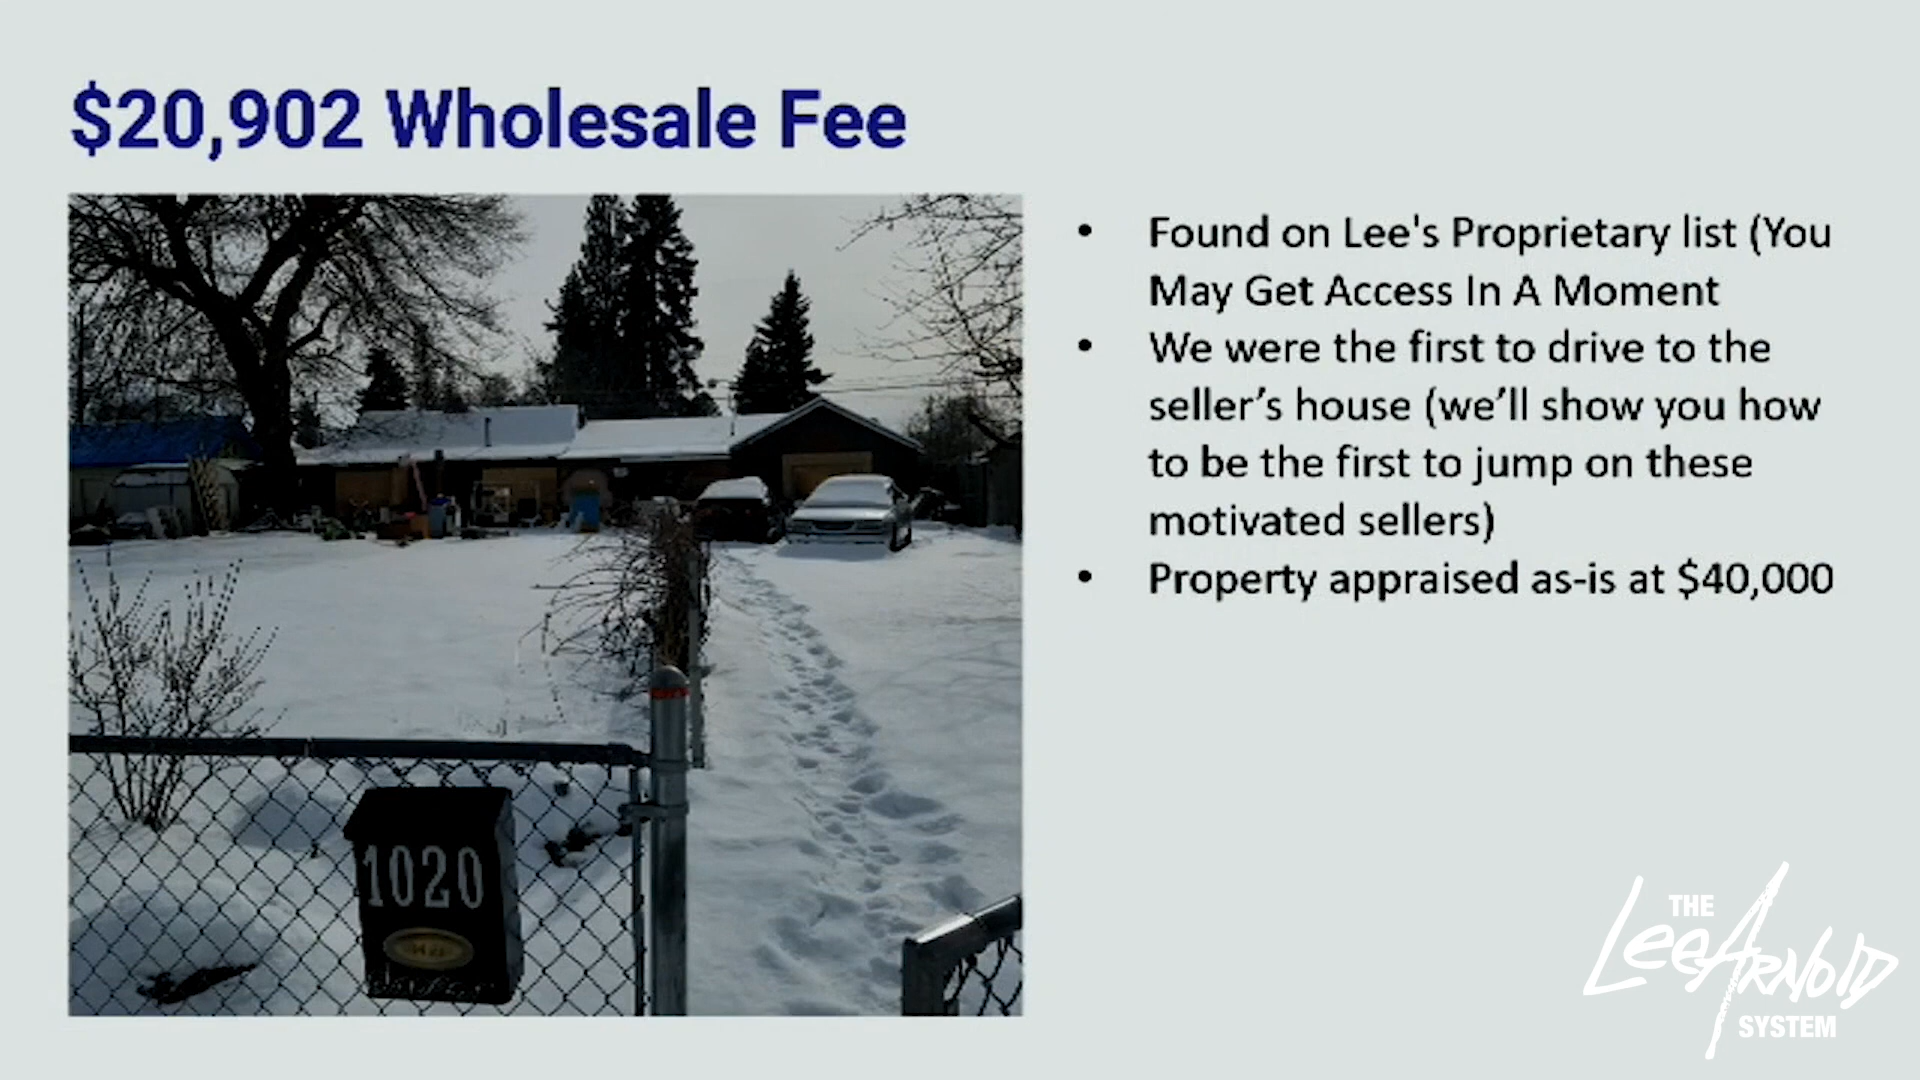 $20,902 Wholesale Fee
• Found on Lee's Proprietary list (You
May Get Access In A Moment
• We were the first to drive to the
seller’s house (we’ll show you how
to be the first to jump on these
motivated sellers)
• Property appraised as-is at $40,000
1020
THE
Lee Arnold
SYSTEM